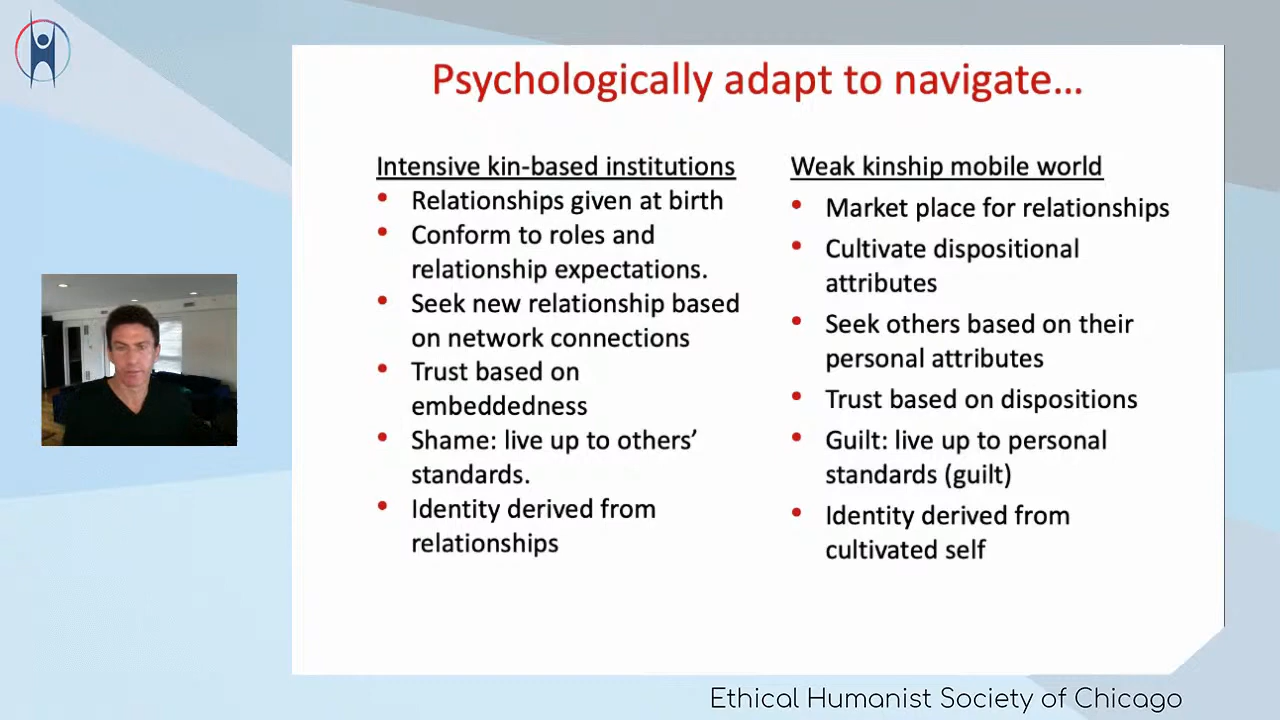 Psychologically adapt to navigate...
Intensive kin-based institutions
• Relationships given at birth
• Conform to roles and
relationship expectations.
• Seek new relationship based
on network connections
• Trust based on
embeddedness
• Shame: live up to others’
standards.
• Identity derived from
relationships
Weak kinship mobile world
• Market place for relationships
• Cultivate dispositional
attributes
• Seek others based on their
personal attributes
• Trust based on dispositions
• Guilt: live up to personal
standards (guilt)
• Identity derived from
cultivated self
Ethical Humanist Society of Chicago